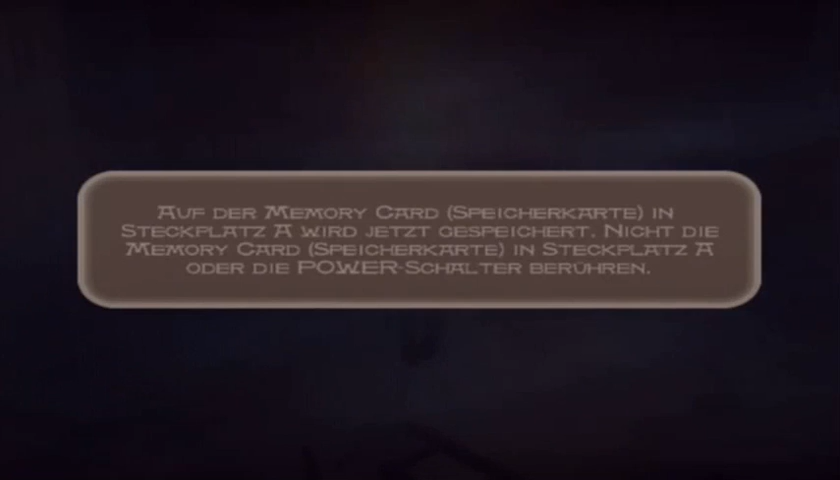 Auf der Memory Card (Speicherkarte) in
Steckplatz A wird jetzt gespeichert. Nicht die
Memory Card (Speicherkarte) in Steckplatz A
oder die POWER-Schalter berühren.